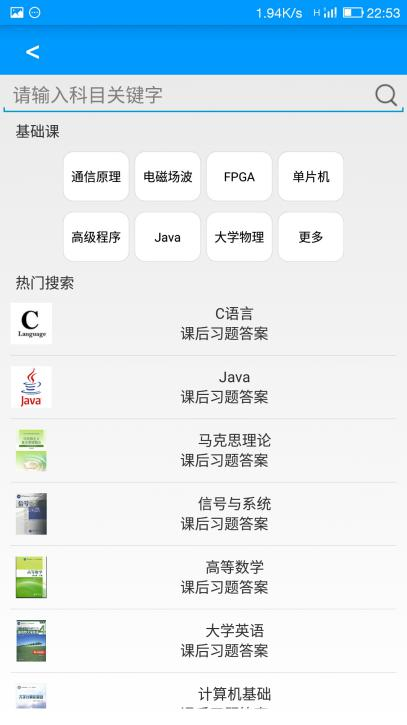 1.94K/s H 22:53
<
请输入科目关键字
基础课
通信原理 电磁场波 FPGA 单片机
高级程序 Java 大学物理 更多
热门搜索
C
Language
C语言
课后习题答案
Java
Java
课后习题答案
马克思理论
课后习题答案
信号与系统
课后习题答案
高等数学
高等数学
课后习题答案
大学英语
课后习题答案
计算机基础